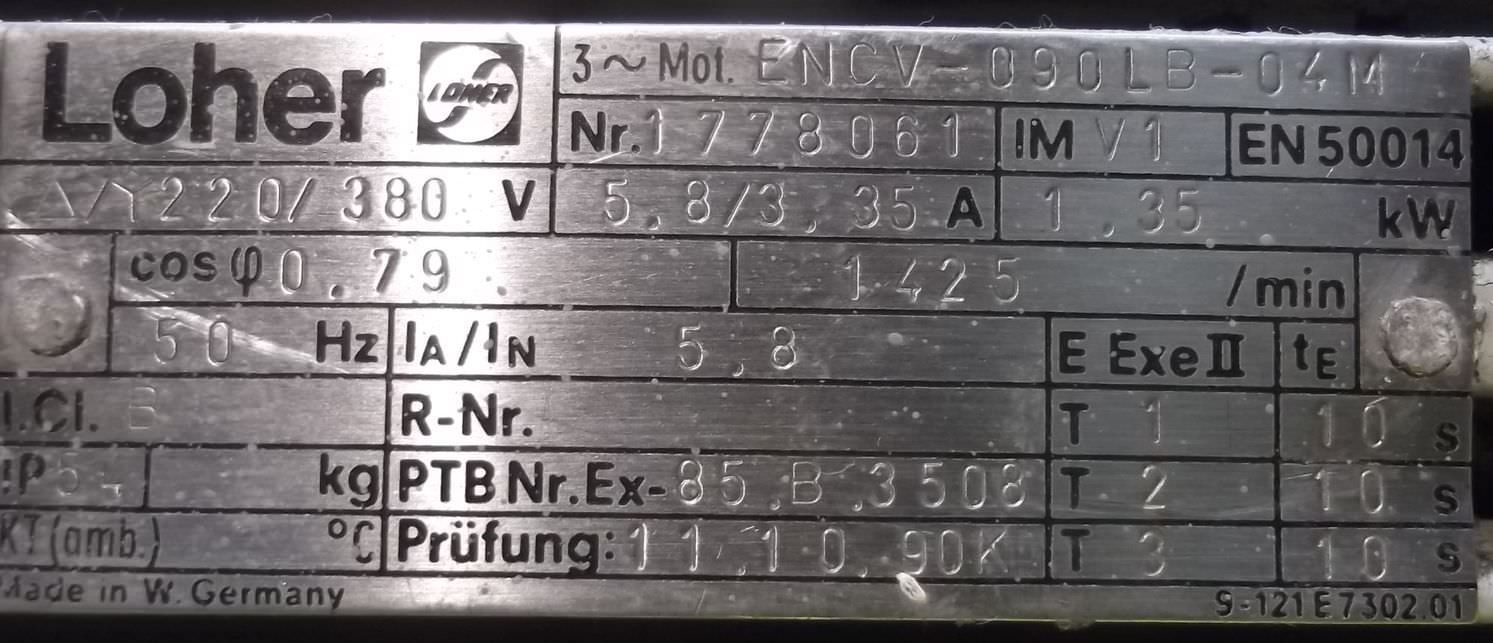 Loher LOHER 3~ Mot. ENCV-090LB-04M
Nr. 1778061 IM V1 EN 50014
Δ/Y 220/380 V 5,8/3,35 A 1,35 kW
cos φ 0,79 1425 /min
50 Hz IA/IN 5,8 E Exe II tE
I.Cl. B R-Nr. T 1 10 s
IP54 kg PTB Nr. Ex-85.B.3508 T 2 10 s
KT (amb.) °C Prüfung: 11.10.90K T 3 10 s
Made in W. Germany 9-121E7302.01